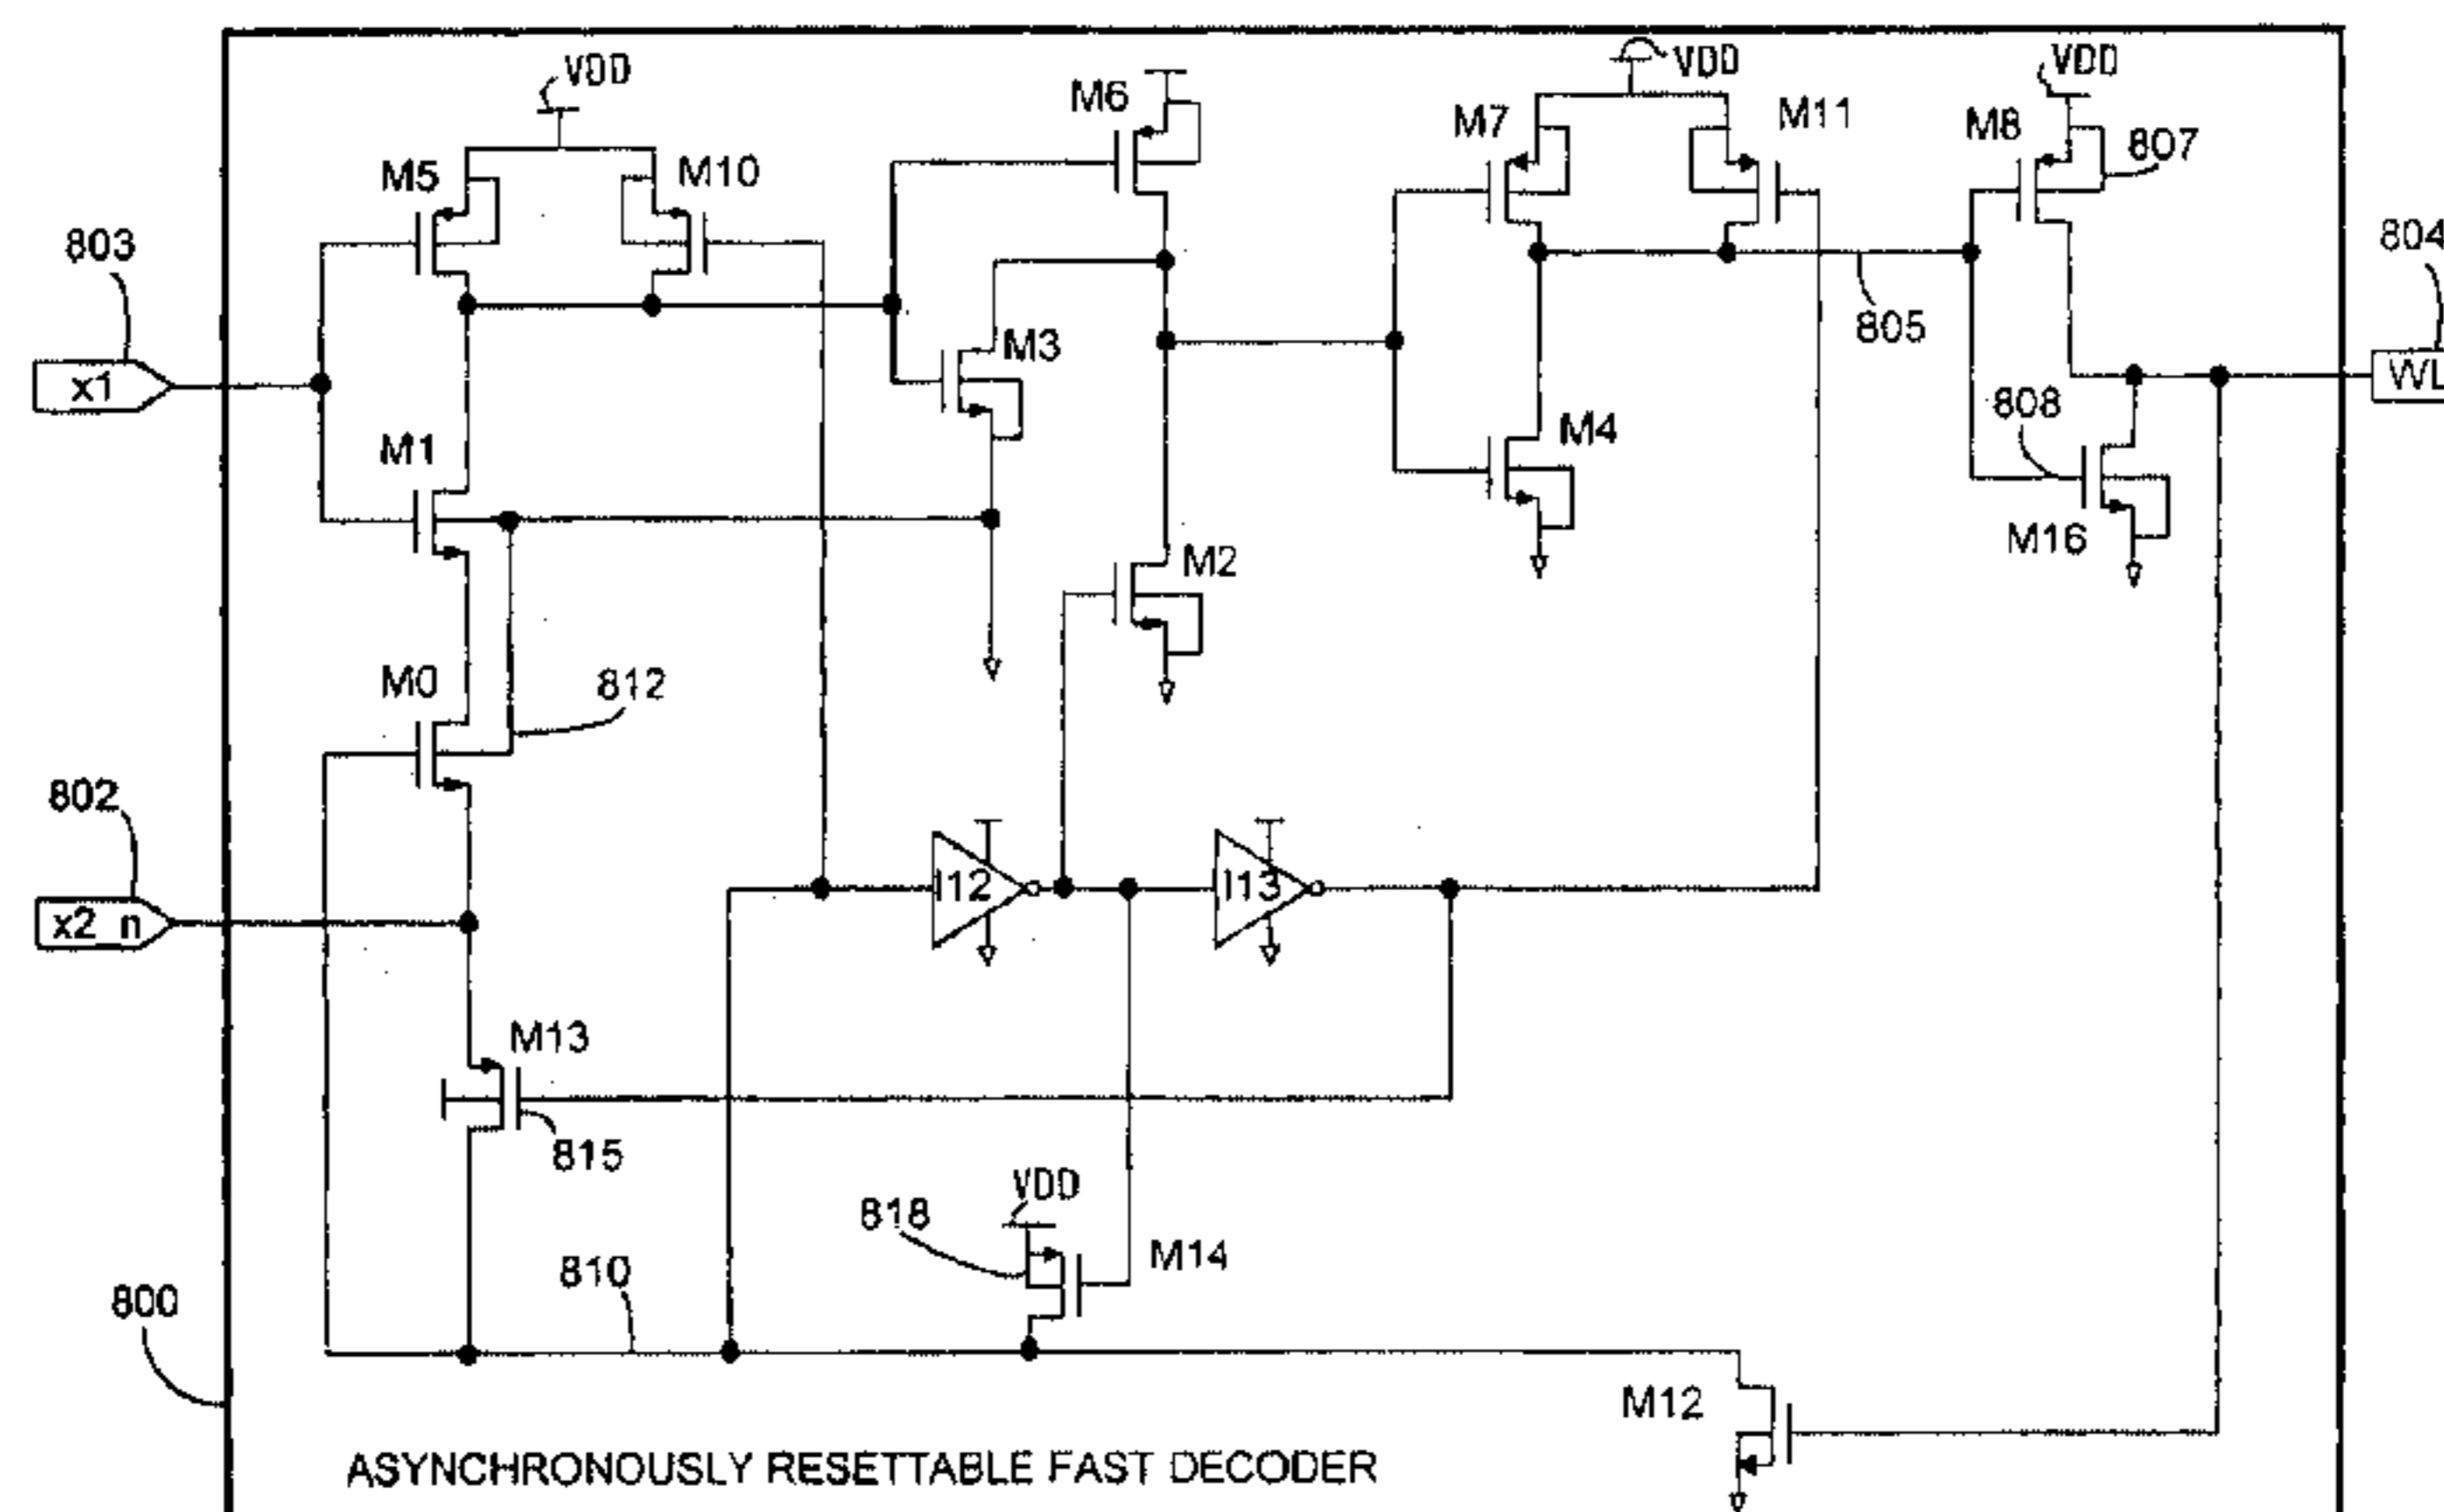 VDD
M6
VDD
VDD
M7
M11
M8
807
M5
M10
803
804
M3
805
x1
WL
M4
808
M1
M16
M2
M0
812
802
I12
I13
x2_n
M13
815
VDD
818
M14
810
800
M12
ASYNCHRONOUSLY RESETTABLE FAST DECODER